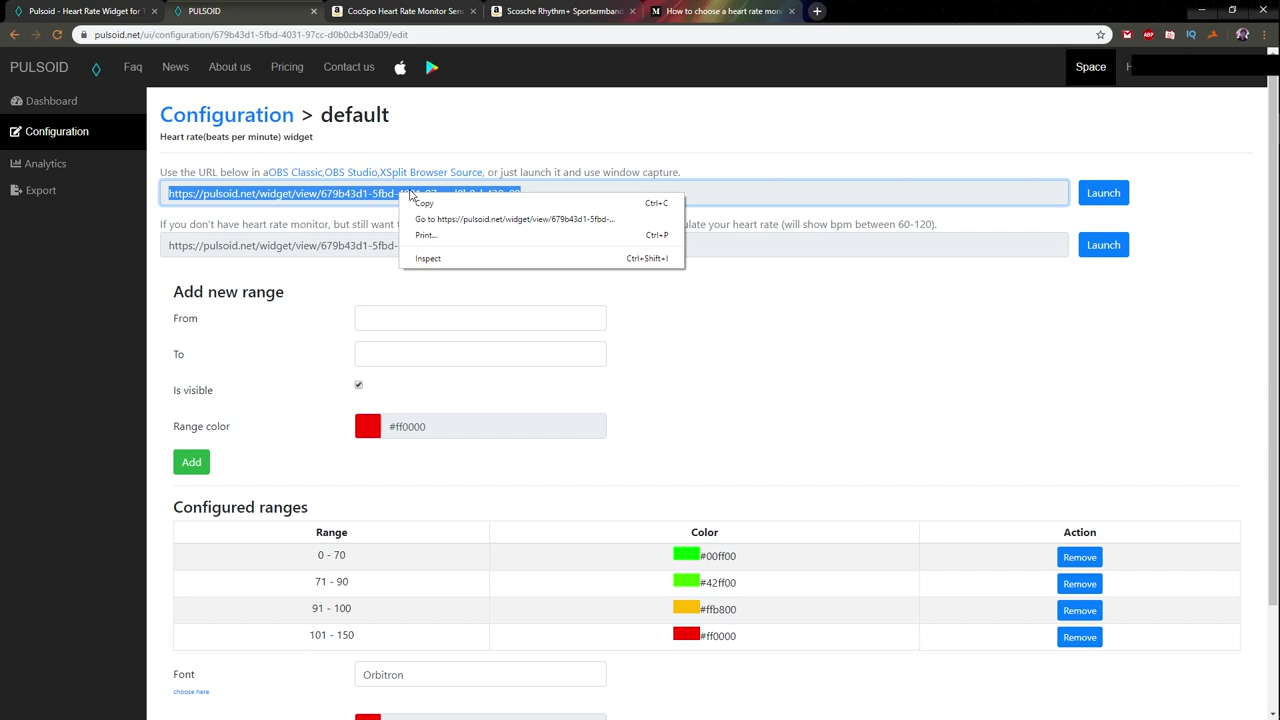 Pulsoid - Heart Rate Widget for T
PULSOID
CooSpo Heart Rate Monitor Sen
Scosche Rhythm+ Sportarmband
How to choose a heart rate moni
pulsoid.net/ui/configuration/679b43d1-5fbd-4031-97cc-d0b0cb430a09/edit
PULSOID
Faq
News
About us
Pricing
Contact us
Space
Dashboard
Configuration
Analytics
Export
Configuration > default
Heart rate(beats per minute) widget
Use the URL below in aOBS Classic,OBS Studio,XSplit Browser Source, or just launch it and use window capture.
https://pulsoid.net/widget/view/679b43d1-5fbd-
Launch
Copy Ctrl+C
Go to https://pulsoid.net/widget/view/679b43d1-5fbd-...
Print... Ctrl+P
Inspect Ctrl+Shift+I
If you don't have heart rate monitor, but still want ulate your heart rate (will show bpm between 60-120).
https://pulsoid.net/widget/view/679b43d1-5fbd-
Launch
Add new range
From
To
Is visible
Range color #ff0000
Add
Configured ranges
Range Color Action
0 - 70 #00ff00 Remove
71 - 90 #42ff00 Remove
91 - 100 #ffb800 Remove
101 - 150 #ff0000 Remove
Font Orbitron
choose here